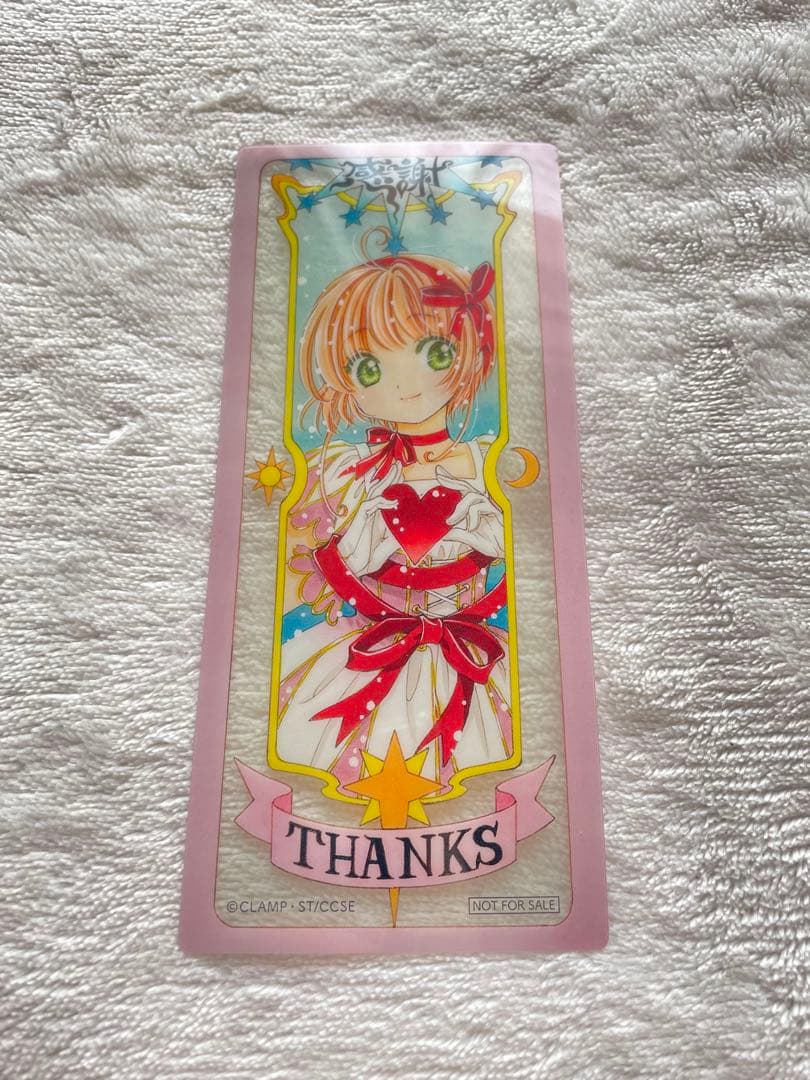 感謝
THANKS
©CLAMP・ST/CCSE
NOT FOR SALE